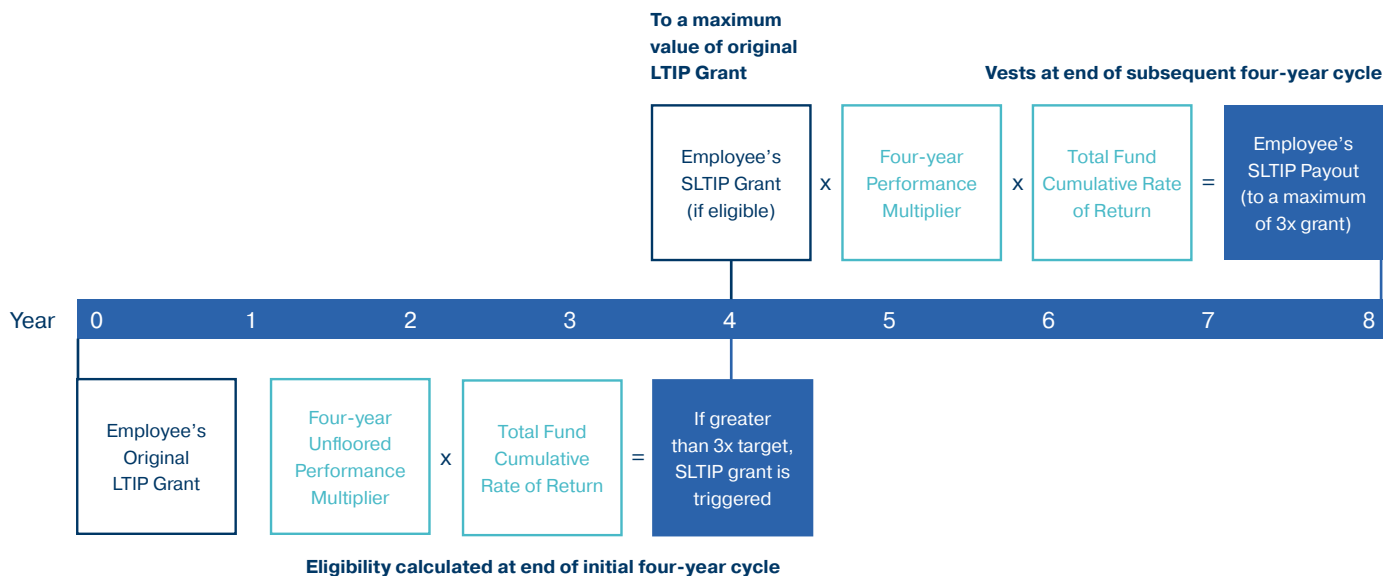 To a maximum
value of original
LTIP Grant
Vests at end of subsequent four-year cycle
Employee’s
SLTIP Grant
(if eligible)
x
Four-year
Performance
Multiplier
x
Total Fund
Cumulative Rate
of Return
=
Employee’s
SLTIP Payout
(to a maximum
of 3x grant)
Year 0 1 2 3 4 5 6 7 8
Employee’s
Original
LTIP Grant
Four-year
Unfloored
Performance
Multiplier
x
Total Fund
Cumulative
Rate of Return
=
If greater
than 3x target,
SLTIP grant is
triggered
Eligibility calculated at end of initial four-year cycle